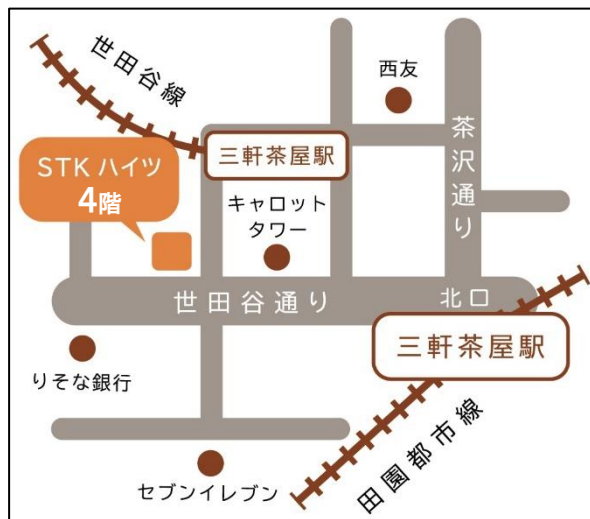 世田谷線
西友
茶沢通り
STK ハイツ
4階
三軒茶屋駅
キャロット
タワー
世田谷通り
北口
三軒茶屋駅
りそな銀行
田園都市線
セブンイレブン